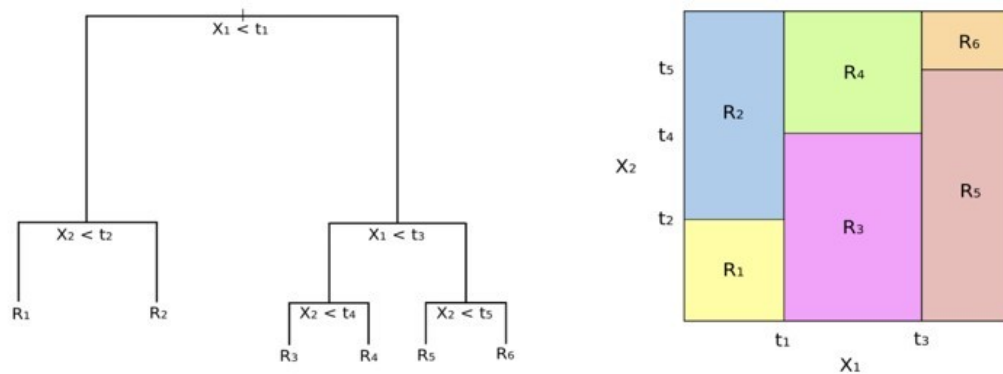 X₁ < t₁
X₂ < t₂
X₁ < t₃
R₁
R₂
X₂ < t₄
X₂ < t₅
R₃
R₄
R₅
R₆
R₆
t₅
R₄
t₄
R₂
X₂
R₅
t₂
R₃
R₁
t₁
t₃
X₁